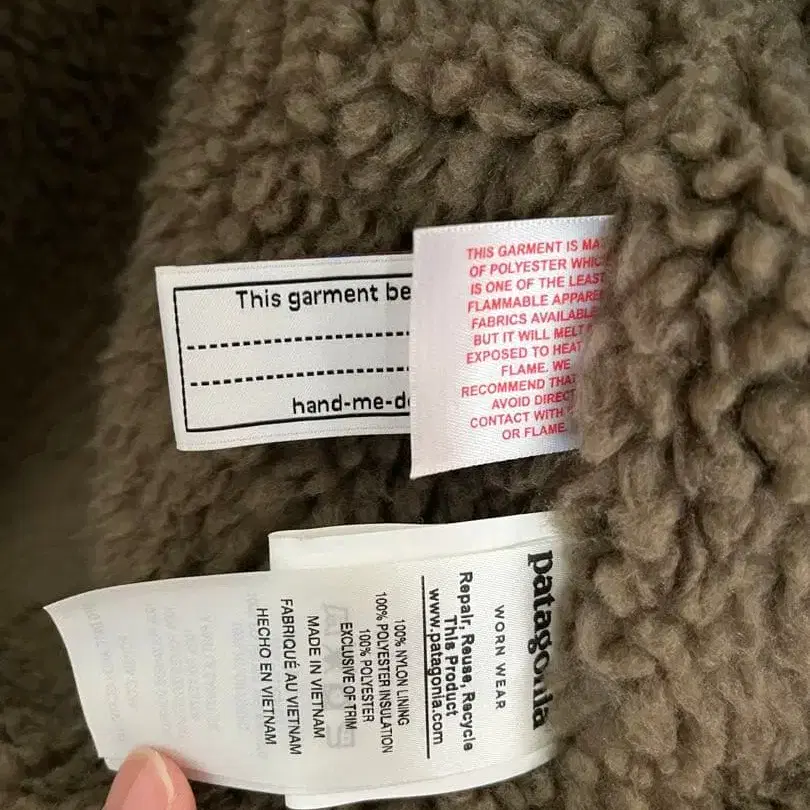 This garment be
hand-me-d
THIS GARMENT IS MA
OF POLYESTER WHIC
IS ONE OF THE LEAST
FLAMMABLE APPARE
FABRICS AVAILABLE
BUT IT WILL MELT
EXPOSED TO HEAT
FLAME. WE
RECOMMEND THAT
AVOID DIRECT
CONTACT WITH
OR FLAME.
patagonia
WORN WEAR
Repair, Reuse, Recycle
This Product
www.patagonia.com
100% NYLON LINING
100% POLYESTER INSULATION
100% POLYESTER
EXCLUSIVE OF TRIM
MADE IN VIETNAM
FABRIQUÉ AU VIETNAM
HECHO EN VIETNAM